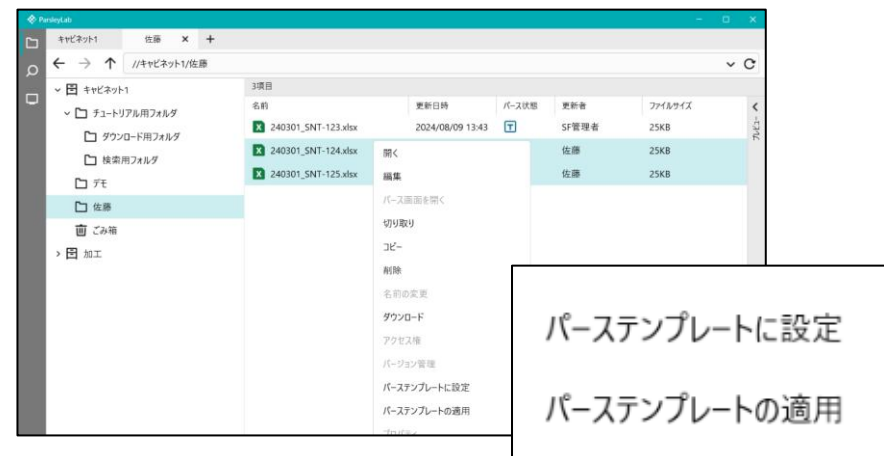 ParsleyLab
キャビネット1 佐藤 × +
//キャビネット1/佐藤
キャビネット1
チュートリアル用フォルダ
ダウンロード用フォルダ
検索用フォルダ
デモ
佐藤
ごみ箱
加工
3項目
名前 更新日時 パース状態 更新者 ファイルサイズ
240301_SNT-123.xlsx 2024/08/09 13:43 T SF管理者 25KB
240301_SNT-124.xlsx 佐藤 25KB
240301_SNT-125.xlsx 佐藤 25KB
プレビュー
開く
編集
パース画面を開く
切り取り
コピー
削除
名前の変更
ダウンロード
アクセス権
バージョン管理
パーステンプレートに設定
パーステンプレートの適用
プロパティ
パーステンプレートに設定
パーステンプレートの適用